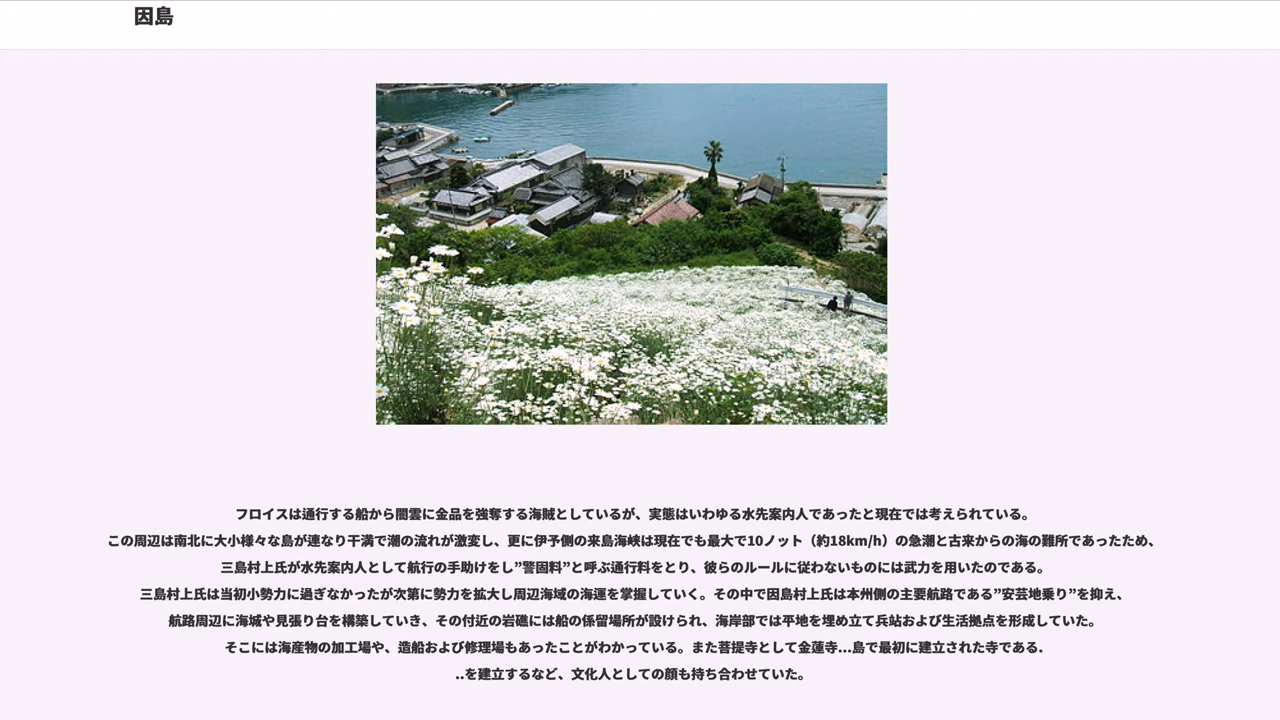 因島
フロイスは通行する船から闇雲に金品を強奪する海賊としているが、実態はいわゆる水先案内人であったと現在では考えられている。
この周辺は南北に大小様々な島が連なり干満で潮の流れが激変し、更に伊予側の来島海峡は現在でも最大で10ノット（約18km/h）の急潮と古来からの海の難所であったため、
三島村上氏が水先案内人として航行の手助けをし”警固料”と呼ぶ通行料をとり、彼らのルールに従わないものには武力を用いたのである。
三島村上氏は当初小勢力に過ぎなかったが次第に勢力を拡大し周辺海域の海運を掌握していく。その中で因島村上氏は本州側の主要航路である”安芸地乗り”を抑え、
航路周辺に海城や見張り台を構築していき、その付近の岩礁には船の係留場所が設けられ、海岸部では平地を埋め立て兵站および生活拠点を形成していた。
そこには海産物の加工場や、造船および修理場もあったことがわかっている。また菩提寺として金蓮寺...島で最初に建立された寺である.
..を建立するなど、文化人としての顔も持ち合わせていた。